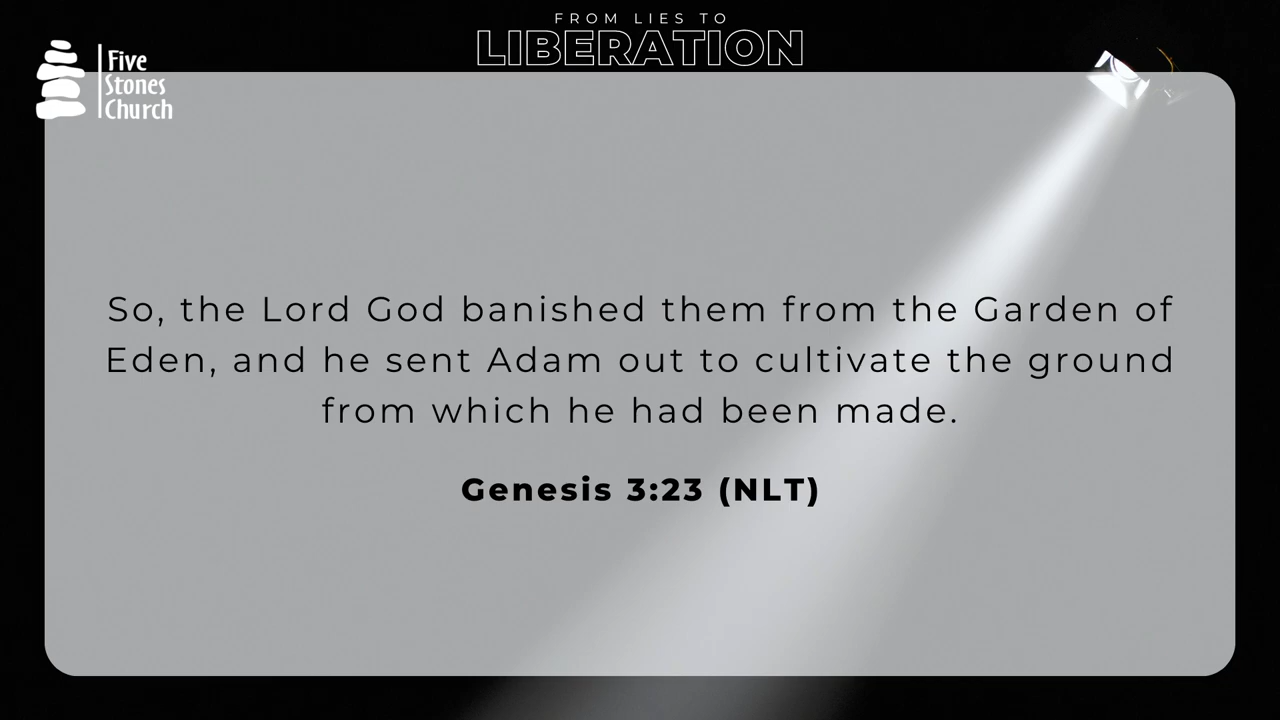 FROM LIES TO
LIBERATION
Five
Stones
Church
So, the Lord God banished them from the Garden of
Eden, and he sent Adam out to cultivate the ground
from which he had been made.
Genesis 3:23 (NLT)